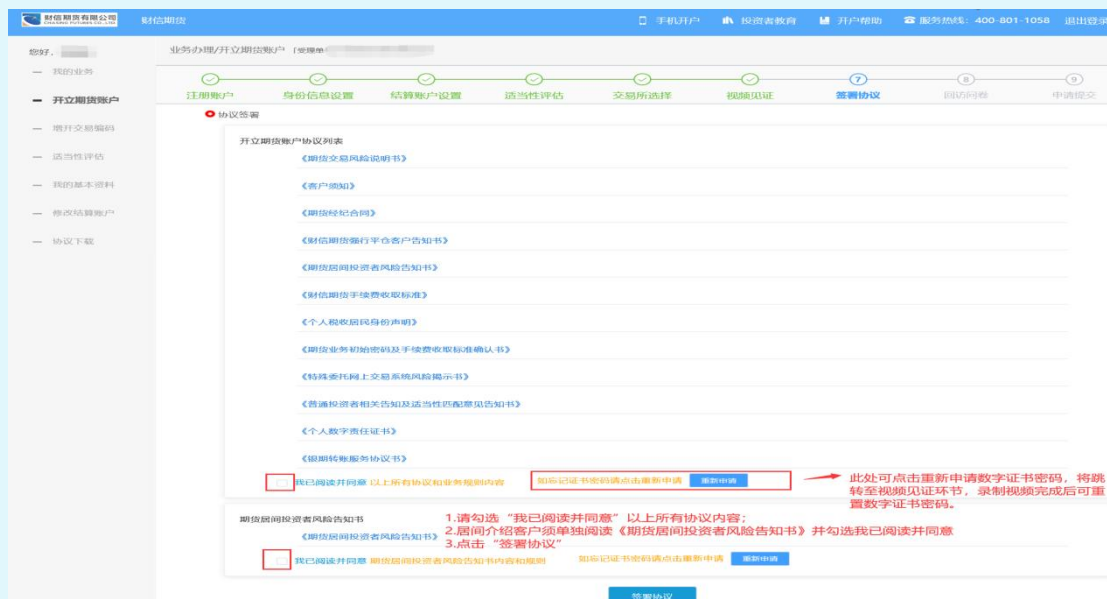 财信期货有限公司
CHASING FUTURES CO.,LTD
财信期货
手机开户
投资者教育
开户帮助
服务热线：400-801-1058
退出登录
您好，
业务办理/开立期货账户
— 我的业务
— 开立期货账户
— 增开交易编码
— 适当性评估
— 我的基本资料
— 修改结算账户
— 协议下载
注册账户
身份信息设置
结算账户设置
适当性评估
交易所选择
视频见证
⑦
签署协议
⑧
回访问卷
⑨
申请提交
协议签署
开立期货账户协议列表
《期货交易风险说明书》
《客户须知》
《期货经纪合同》
《财信期货强行平仓客户告知书》
《期货居间投资者风险告知书》
《财信期货手续费收取标准》
《个人税收居民身份声明》
《期货业务初始密码及手续费收取标准确认书》
《特殊委托网上交易系统风险揭示书》
《普通投资者相关告知及适当性匹配意见告知书》
《个人数字责任证书》
《银期转账服务协议书》
我已阅读并同意 以上所有协议和业务规则内容
如忘记证书密码请点击重新申请
重新申请
此处可点击重新申请数字证书密码，将跳
转至视频见证环节，录制视频完成后可重
置数字证书密码。
期货居间投资者风险告知书
《期货居间投资者风险告知书》
1.请勾选“我已阅读并同意”以上所有协议内容；
2.居间介绍客户须单独阅读《期货居间投资者风险告知书》并勾选我已阅读并同意
3.点击“签署协议”
我已阅读并同意 期货居间投资者风险告知书内容和规则
如忘记证书密码请点击重新申请
重新申请
签署协议